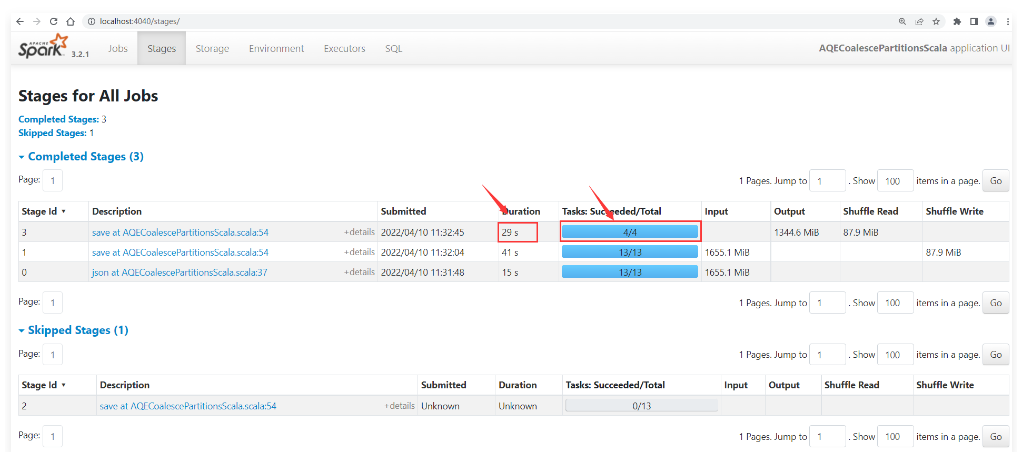 localhost:4040/stages/
APACHE Spark 3.2.1 Jobs Stages Storage Environment Executors SQL AQECoalescePartitionsScala application UI
Stages for All Jobs
Completed Stages: 3
Skipped Stages: 1
Completed Stages (3)
Page: 1 1 Pages. Jump to 1 . Show 100 items in a page. Go
Stage Id ▾ Description Submitted Duration Tasks: Succeeded/Total Input Output Shuffle Read Shuffle Write
3 save at AQECoalescePartitionsScala.scala:54 +details 2022/04/10 11:32:45 29 s 4/4 1344.6 MiB 87.9 MiB
1 save at AQECoalescePartitionsScala.scala:54 +details 2022/04/10 11:32:04 41 s 13/13 1655.1 MiB 87.9 MiB
0 json at AQECoalescePartitionsScala.scala:37 +details 2022/04/10 11:31:48 15 s 13/13 1655.1 MiB
Page: 1 1 Pages. Jump to 1 . Show 100 items in a page. Go
Skipped Stages (1)
Page: 1 1 Pages. Jump to 1 . Show 100 items in a page. Go
Stage Id ▾ Description Submitted Duration Tasks: Succeeded/Total Input Output Shuffle Read Shuffle Write
2 save at AQECoalescePartitionsScala.scala:54 +details Unknown Unknown 0/13
Page: 1 1 Pages. Jump to 1 . Show 100 items in a page. Go